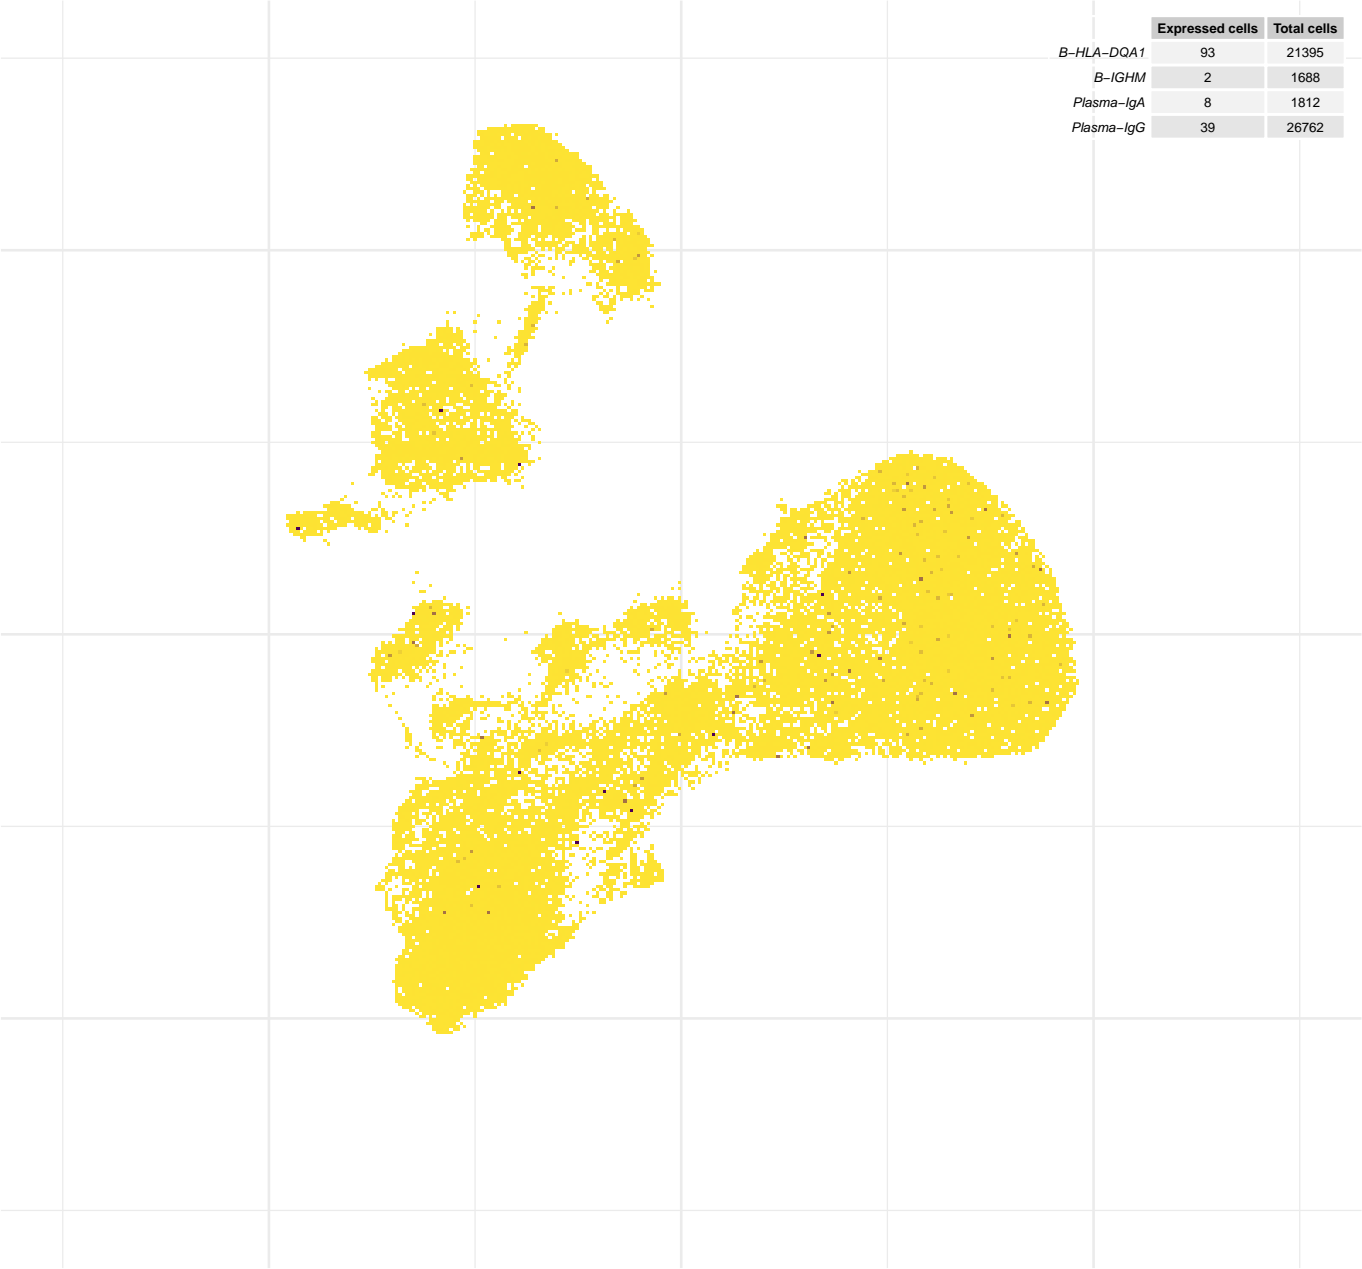 Expressed cells Total cells
B−HLA−DQA1 93 21395
B−IGHM 2 1688
Plasma−IgA 8 1812
Plasma−IgG 39 26762